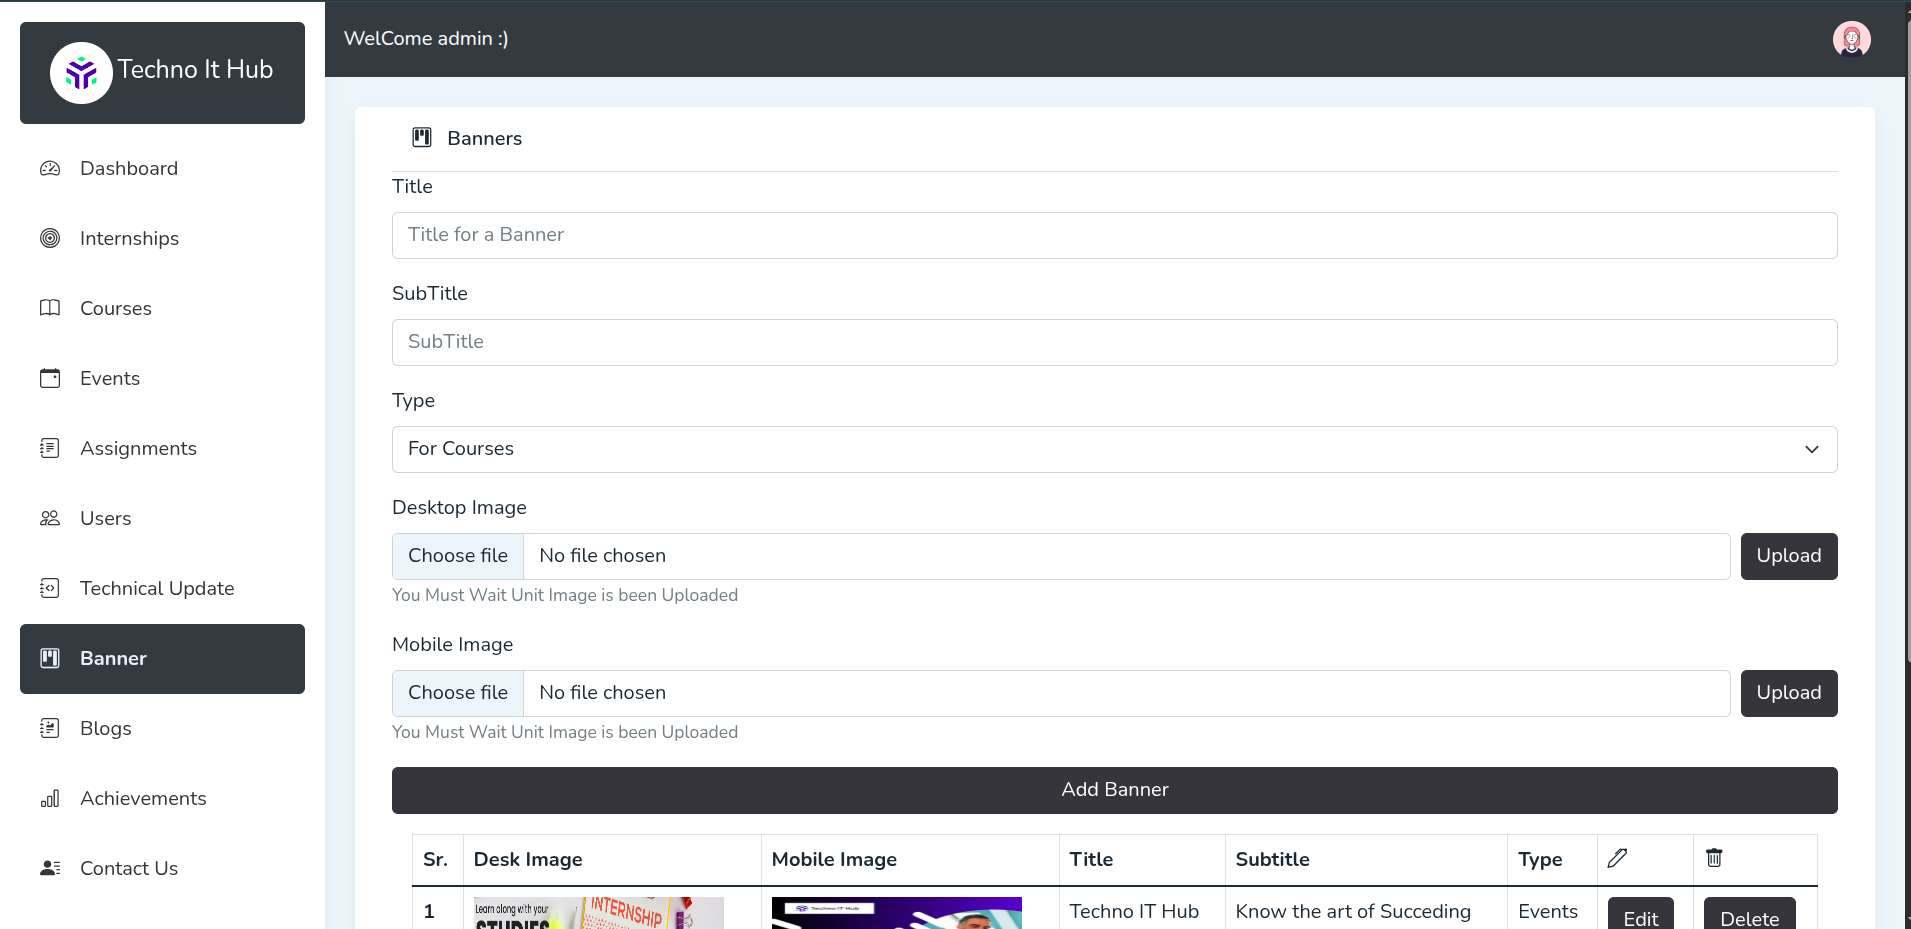 Techno It Hub
WelCome admin :)
Dashboard
Internships
Courses
Events
Assignments
Users
Technical Update
Banner
Blogs
Achievements
Contact Us
Banners
Title
Title for a Banner
SubTitle
SubTitle
Type
For Courses
Desktop Image
Choose file No file chosen Upload
You Must Wait Unit Image is been Uploaded
Mobile Image
Choose file No file chosen Upload
You Must Wait Unit Image is been Uploaded
Add Banner
Sr. Desk Image Mobile Image Title Subtitle Type
1 Techno IT Hub Know the art of Succeding Events Edit Delete
Learn along with your
STUDIES
INTERNSHIP
Techno IT Hub